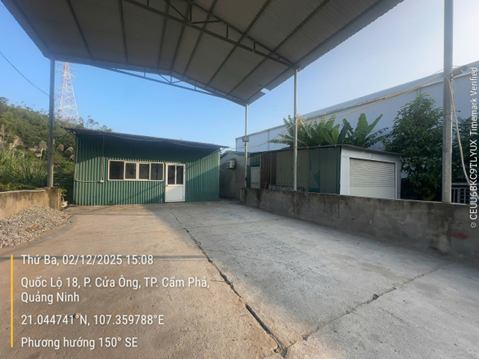 Thứ Ba, 02/12/2025 15:08
Quốc Lộ 18, P. Cửa Ông, TP. Cẩm Phả,
Quảng Ninh
21.044741°N, 107.359788°E
Phương hướng 150° SE
© CEUU6BKC9TLYUX Timemark Verified